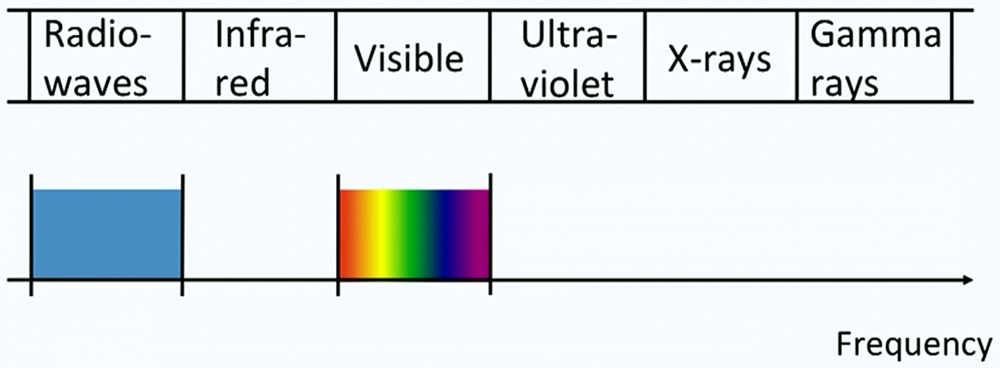 Radio-
waves
Infra-
red
Visible
Ultra-
violet
X-rays
Gamma
rays
Frequency